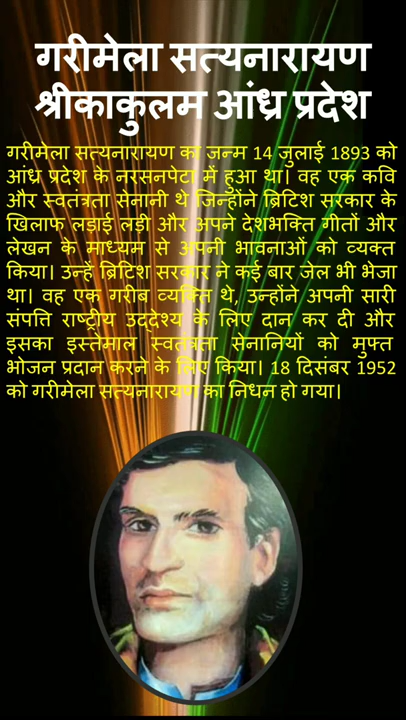 गरीमेला सत्यनारायण
श्रीकाकुलम आंध्र प्रदेश
गरीमेला सत्यनारायण का जन्म 14 जुलाई 1893 को
आंध्र प्रदेश के नरसनपेटा में हुआ था। वह एक कवि
और स्वतंत्रता सेनानी थे जिन्होंने ब्रिटिश सरकार के
खिलाफ लड़ाई लड़ी और अपने देशभक्ति गीतों और
लेखन के माध्यम से अपनी भावनाओं को व्यक्त
किया। उन्हें ब्रिटिश सरकार ने कई बार जेल भी भेजा
था। वह एक गरीब व्यक्ति थे, उन्होंने अपनी सारी
संपत्ति राष्ट्रीय उद्देश्य के लिए दान कर दी और
इसका इस्तेमाल स्वतंत्रता सेनानियों को मुफ्त
भोजन प्रदान करने के लिए किया। 18 दिसंबर 1952
को गरीमेला सत्यनारायण का निधन हो गया।